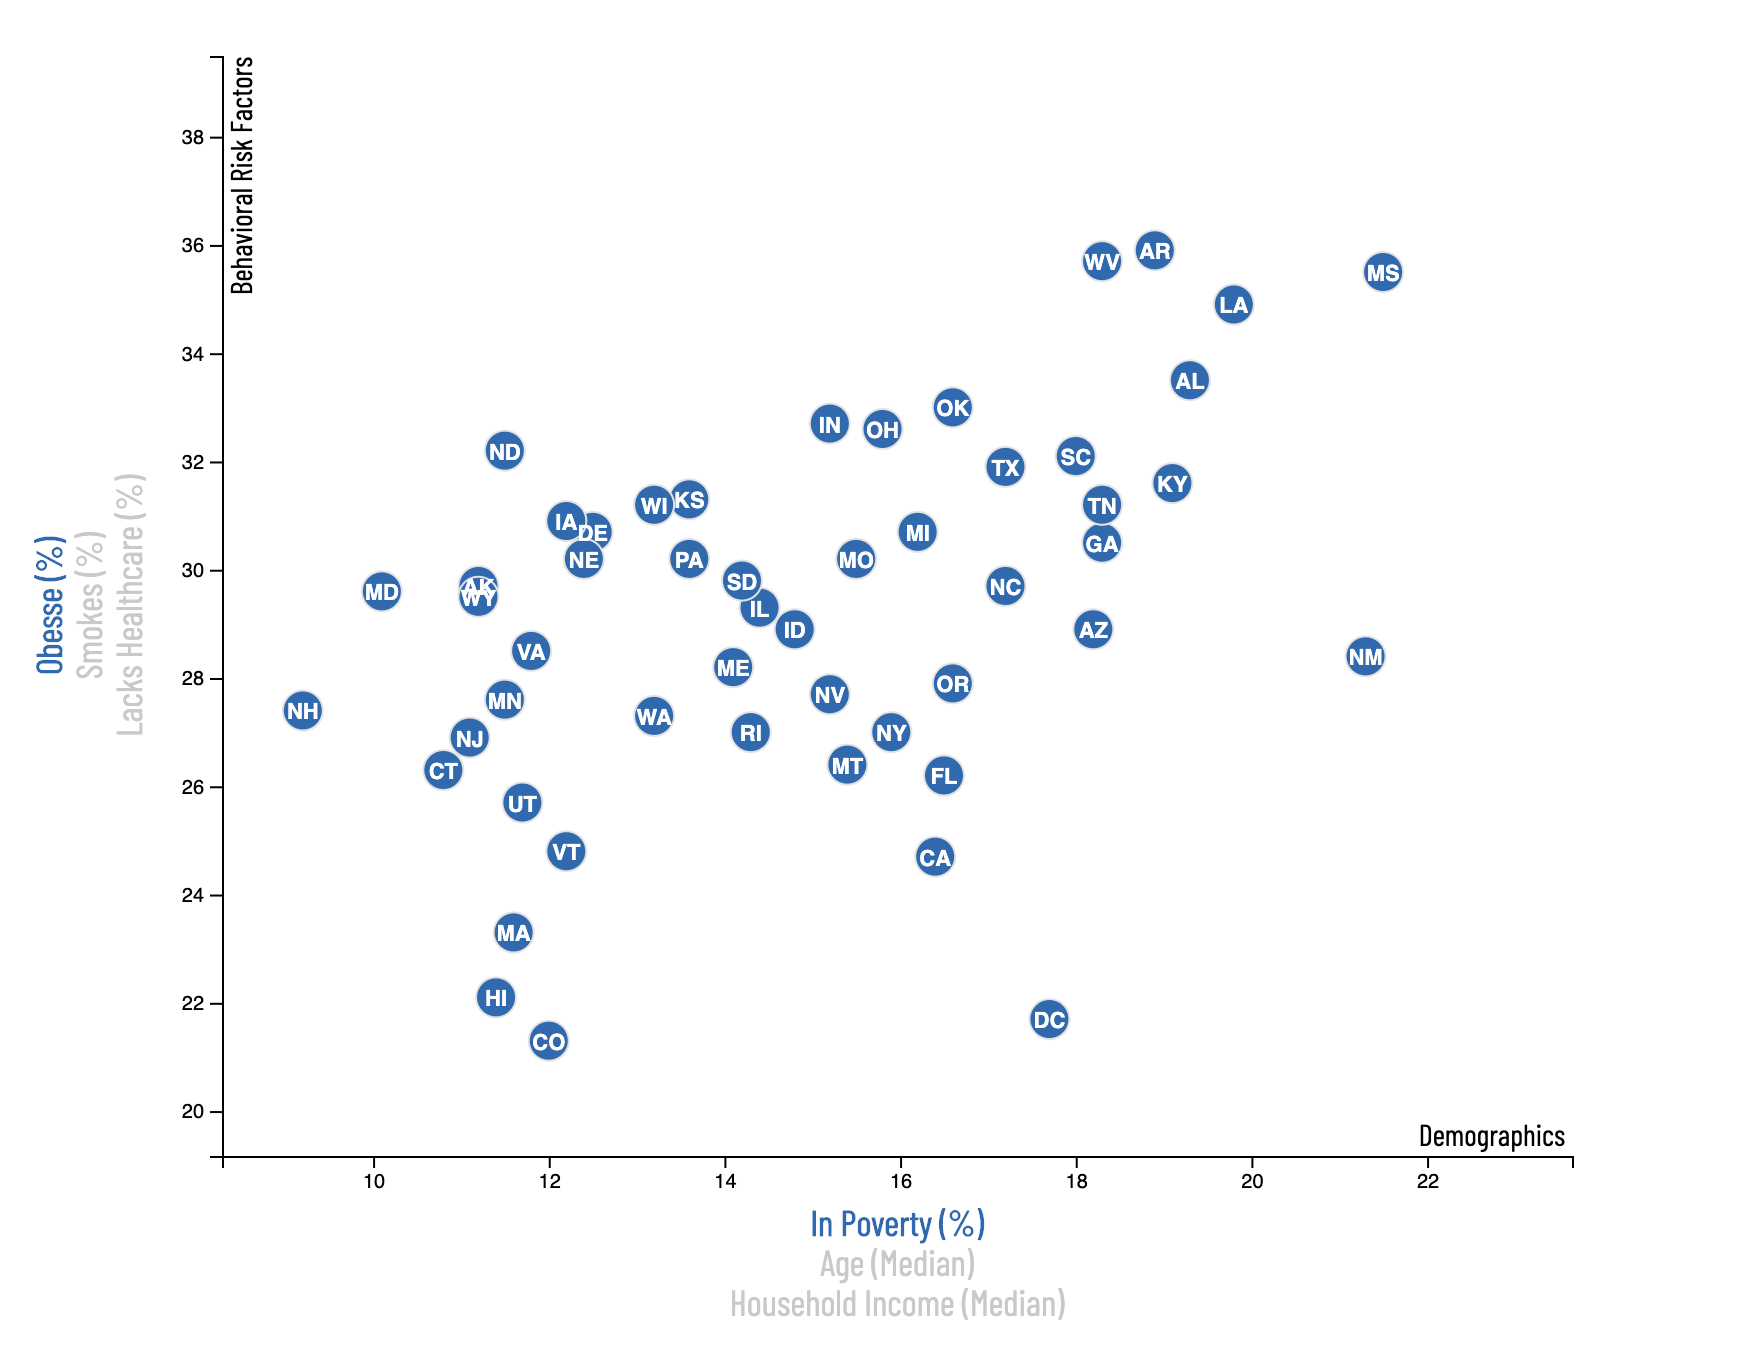 Behavioral Risk Factors
38
36
34
32
30
28
26
24
22
20
Obesse (%)
Smokes (%)
Lacks Healthcare (%)
WV
AR
MS
LA
AL
OK
IN
OH
ND
SC
TX
KY
KS
WI
TN
IA
DE
MI
GA
NE
PA
MO
SD
AK
NC
MD
WY
IL
ID
AZ
VA
NM
ME
OR
NV
MN
NH
WA
RI
NY
NJ
MT
CT
FL
UT
VT
CA
MA
HI
DC
CO
Demographics
10
12
14
16
18
20
22
In Poverty (%)
Age (Median)
Household Income (Median)